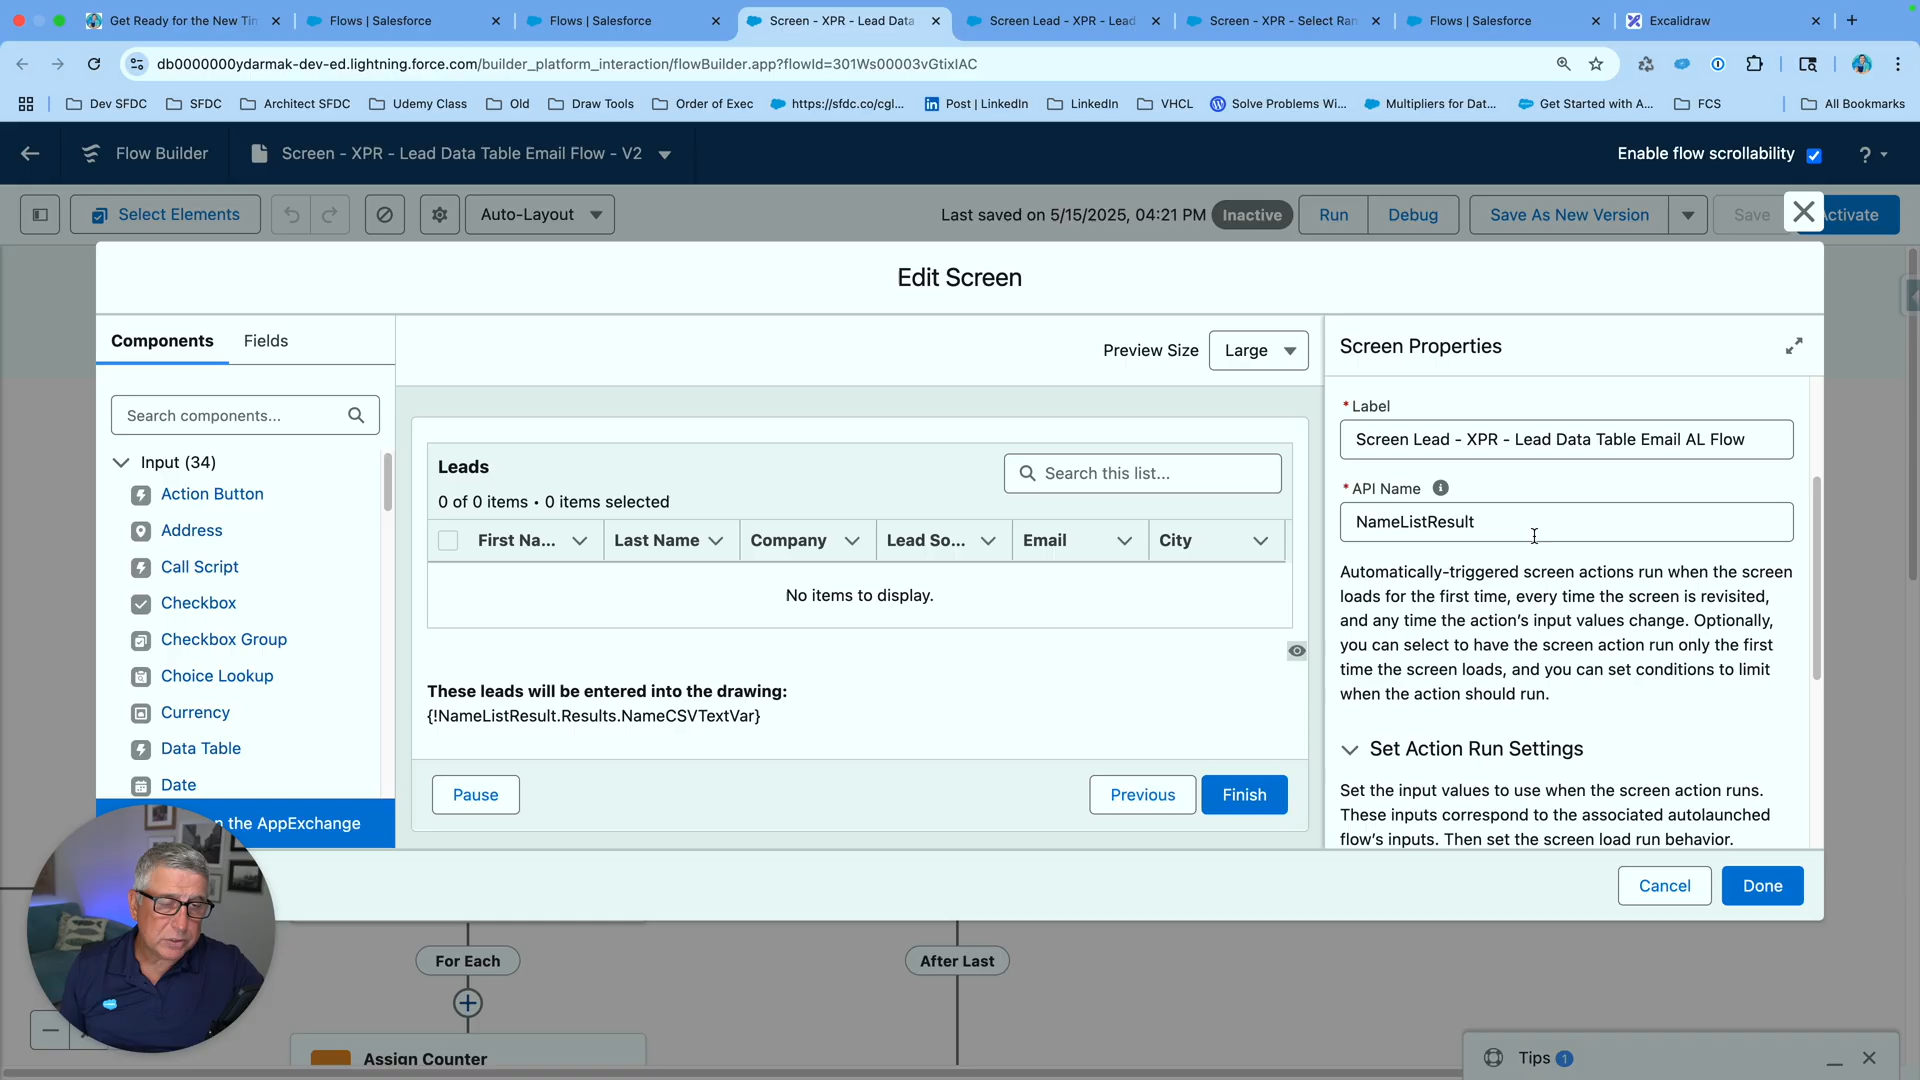 Get Ready for the New Tin
Flows | Salesforce
Flows | Salesforce
Screen - XPR - Lead Data
Screen Lead - XPR - Lead
Screen - XPR - Select Ran
Flows | Salesforce
Excalidraw
db0000000ydarmak-dev-ed.lightning.force.com/builder_platform_interaction/flowBuilder.app?flowId=301Ws00003vGtixIAC
Dev SFDC
SFDC
Architect SFDC
Udemy Class
Old
Draw Tools
Order of Exec
https://sfdc.co/cgl...
Post | LinkedIn
LinkedIn
VHCL
Solve Problems Wi...
Multipliers for Dat...
Get Started with A...
FCS
All Bookmarks
Flow Builder
Screen - XPR - Lead Data Table Email Flow - V2
Enable flow scrollability
?
Select Elements
Auto-Layout
Last saved on 5/15/2025, 04:21 PM
Inactive
Run
Debug
Save As New Version
Save
Activate
Edit Screen
Components
Fields
Preview Size
Large
Screen Properties
Search components...
Input (34)
Action Button
Address
Call Script
Checkbox
Checkbox Group
Choice Lookup
Currency
Data Table
Date
n the AppExchange
Leads
Search this list...
0 of 0 items • 0 items selected
First Na...
Last Name
Company
Lead So...
Email
City
No items to display.
These leads will be entered into the drawing:
{!NameListResult.Results.NameCSVTextVar}
Pause
Previous
Finish
* Label
Screen Lead - XPR - Lead Data Table Email AL Flow
* API Name
NameListResult
Automatically-triggered screen actions run when the screen
loads for the first time, every time the screen is revisited,
and any time the action's input values change. Optionally,
you can select to have the screen action run only the first
time the screen loads, and you can set conditions to limit
when the action should run.
Set Action Run Settings
Set the input values to use when the screen action runs.
These inputs correspond to the associated autolaunched
flow's inputs. Then set the screen load run behavior.
Cancel
Done
For Each
After Last
Assign Counter
Tips 1